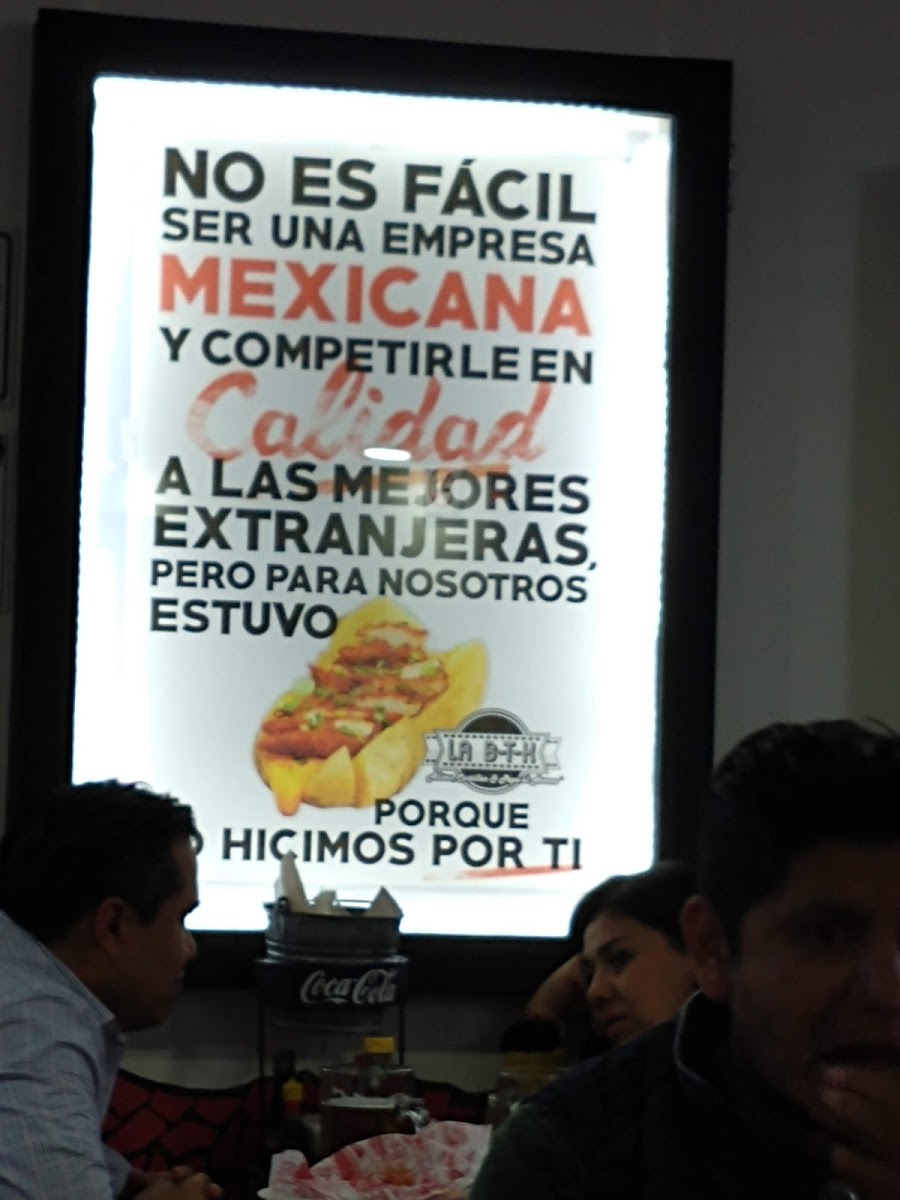 NO ES FÁCIL
SER UNA EMPRESA
MEXICANA
Y COMPETIRLE EN
Calidad
A LAS MEJORES
EXTRANJERAS,
PERO PARA NOSOTROS
ESTUVO
LA B-T-K
PORQUE
HICIMOS POR TI
Coca-Cola